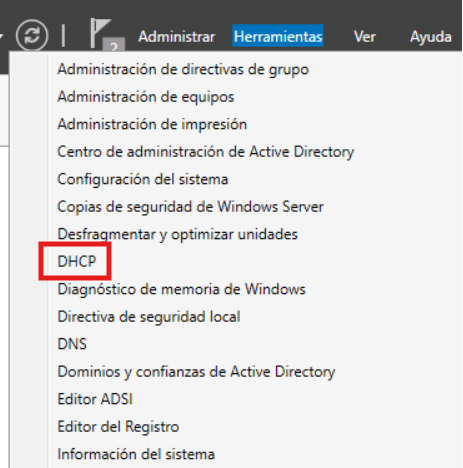 2
Administrar Herramientas Ver Ayuda
Administración de directivas de grupo
Administración de equipos
Administración de impresión
Centro de administración de Active Directory
Configuración del sistema
Copias de seguridad de Windows Server
Desfragmentar y optimizar unidades
DHCP
Diagnóstico de memoria de Windows
Directiva de seguridad local
DNS
Dominios y confianzas de Active Directory
Editor ADSI
Editor del Registro
Información del sistema